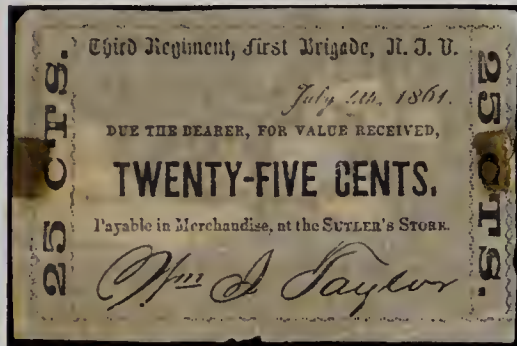 25 CTS.
Third Regiment, First Brigade, N. J. V.
July 4th, 1861.
DUE THE BEARER, FOR VALUE RECEIVED,
TWENTY-FIVE CENTS,
Payable in Merchandise, at the SUTLER'S STORE.
Wm J Taylor
25 CTS.